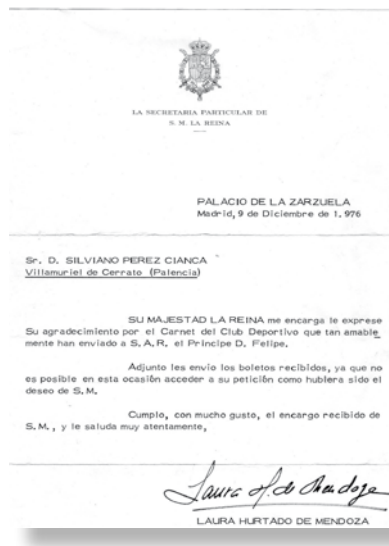 LA SECRETARIA PARTICULAR DE
S. M. LA REINA
PALACIO DE LA ZARZUELA
Madrid, 9 de Diciembre de 1.976
Sr. D. SILVIANO PEREZ CIANCA
Villamuriel de Cerrato (Palencia)
SU MAJESTAD LA REINA me encarga le exprese
Su agradecimiento por el Carnet del Club Deportivo que tan amable_
mente han enviado a S.A.R. el Príncipe D. Felipe.
Adjunto les envío los boletos recibidos, ya que no
es posible en esta ocasión acceder a su petición como hubiera sido el
deseo de S.M.
Cumplo, con mucho gusto, el encargo recibido de
S.M., y le saluda muy atentamente,
Laura H. de Mendoza
LAURA HURTADO DE MENDOZA